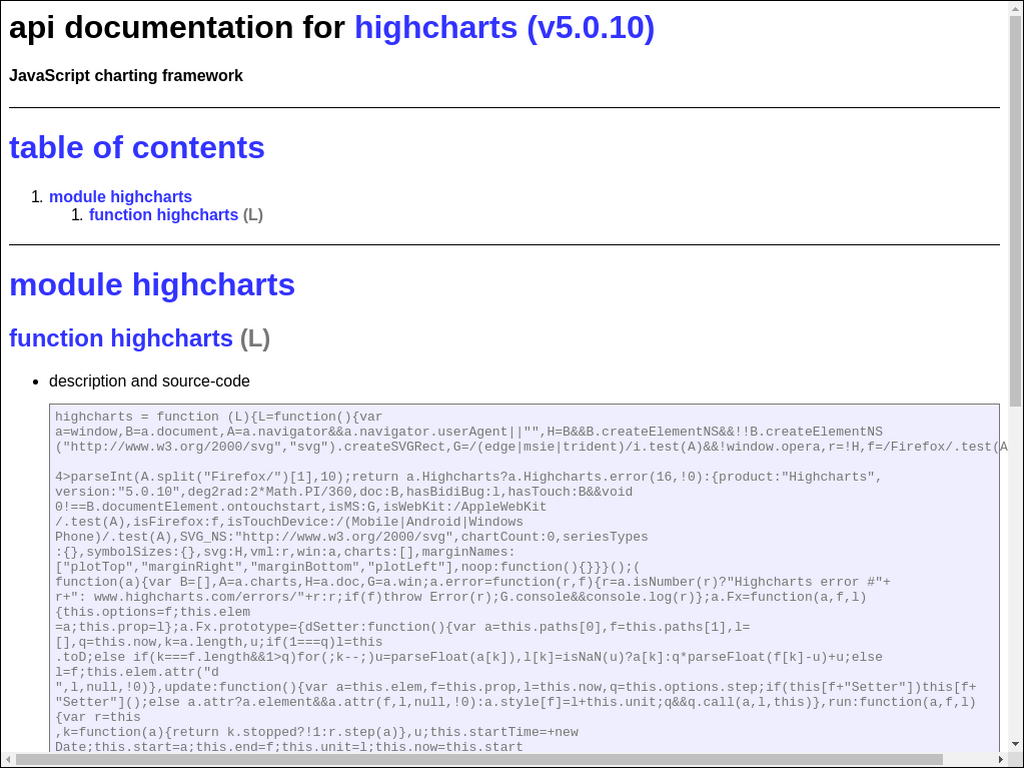 api documentation for highcharts (v5.0.10)
JavaScript charting framework
table of contents
1. module highcharts
1. function highcharts (L)
module highcharts
function highcharts (L)
• description and source-code
highcharts = function (L){L=function(){var
a=window,B=a.document,A=a.navigator&&a.navigator.userAgent||"",H=B&&B.createElementNS&&!!B.createElementNS
("http://www.w3.org/2000/svg","svg").createSVGRect,G=/(edge|msie|trident)/i.test(A)&&!window.opera,r=!H,f=/Firefox/.test(A
4>parseInt(A.split("Firefox/")[1],10);return a.Highcharts?a.Highcharts.error(16,!0):{product:"Highcharts",
version:"5.0.10",deg2rad:2*Math.PI/360,doc:B,hasBidiBug:l,hasTouch:B&&void
0!==B.documentElement.ontouchstart,isMS:G,isWebKit:/AppleWebKit
/.test(A),isFirefox:f,isTouchDevice:/(Mobile|Android|Windows
Phone)/.test(A),SVG_NS:"http://www.w3.org/2000/svg",chartCount:0,seriesTypes
:{},symbolSizes:{},svg:H,vml:r,win:a,charts:[],marginNames:
["plotTop","marginRight","marginBottom","plotLeft"],noop:function(){}}}();(
function(a){var B=[],A=a.charts,H=a.doc,G=a.win;a.error=function(r,f){r=a.isNumber(r)?"Highcharts error #"+
r+": www.highcharts.com/errors/"+r:r;if(f)throw Error(r);G.console&&console.log(r)};a.Fx=function(a,f,l)
{this.options=f;this.elem
=a;this.prop=l};a.Fx.prototype={dSetter:function(){var a=this.paths[0],f=this.paths[1],l=
[],q=this.now,k=a.length,u;if(1===q)l=this
.toD;else if(k===f.length&&1>q)for(;k--;)u=parseFloat(a[k]),l[k]=isNaN(u)?a[k]:q*parseFloat(f[k]-u)+u;else
l=f;this.elem.attr("d
",l,null,!0)},update:function(){var a=this.elem,f=this.prop,l=this.now,q=this.options.step;if(this[f+"Setter"])this[f+
"Setter"]();else a.attr?a.element&&a.attr(f,l,null,!0):a.style[f]=l+this.unit;q&&q.call(a,l,this)},run:function(a,f,l)
{var r=this
,k=function(a){return k.stopped?!1:r.step(a)},u;this.startTime=+new
Date;this.start=a;this.end=f;this.unit=l;this.now=this.start